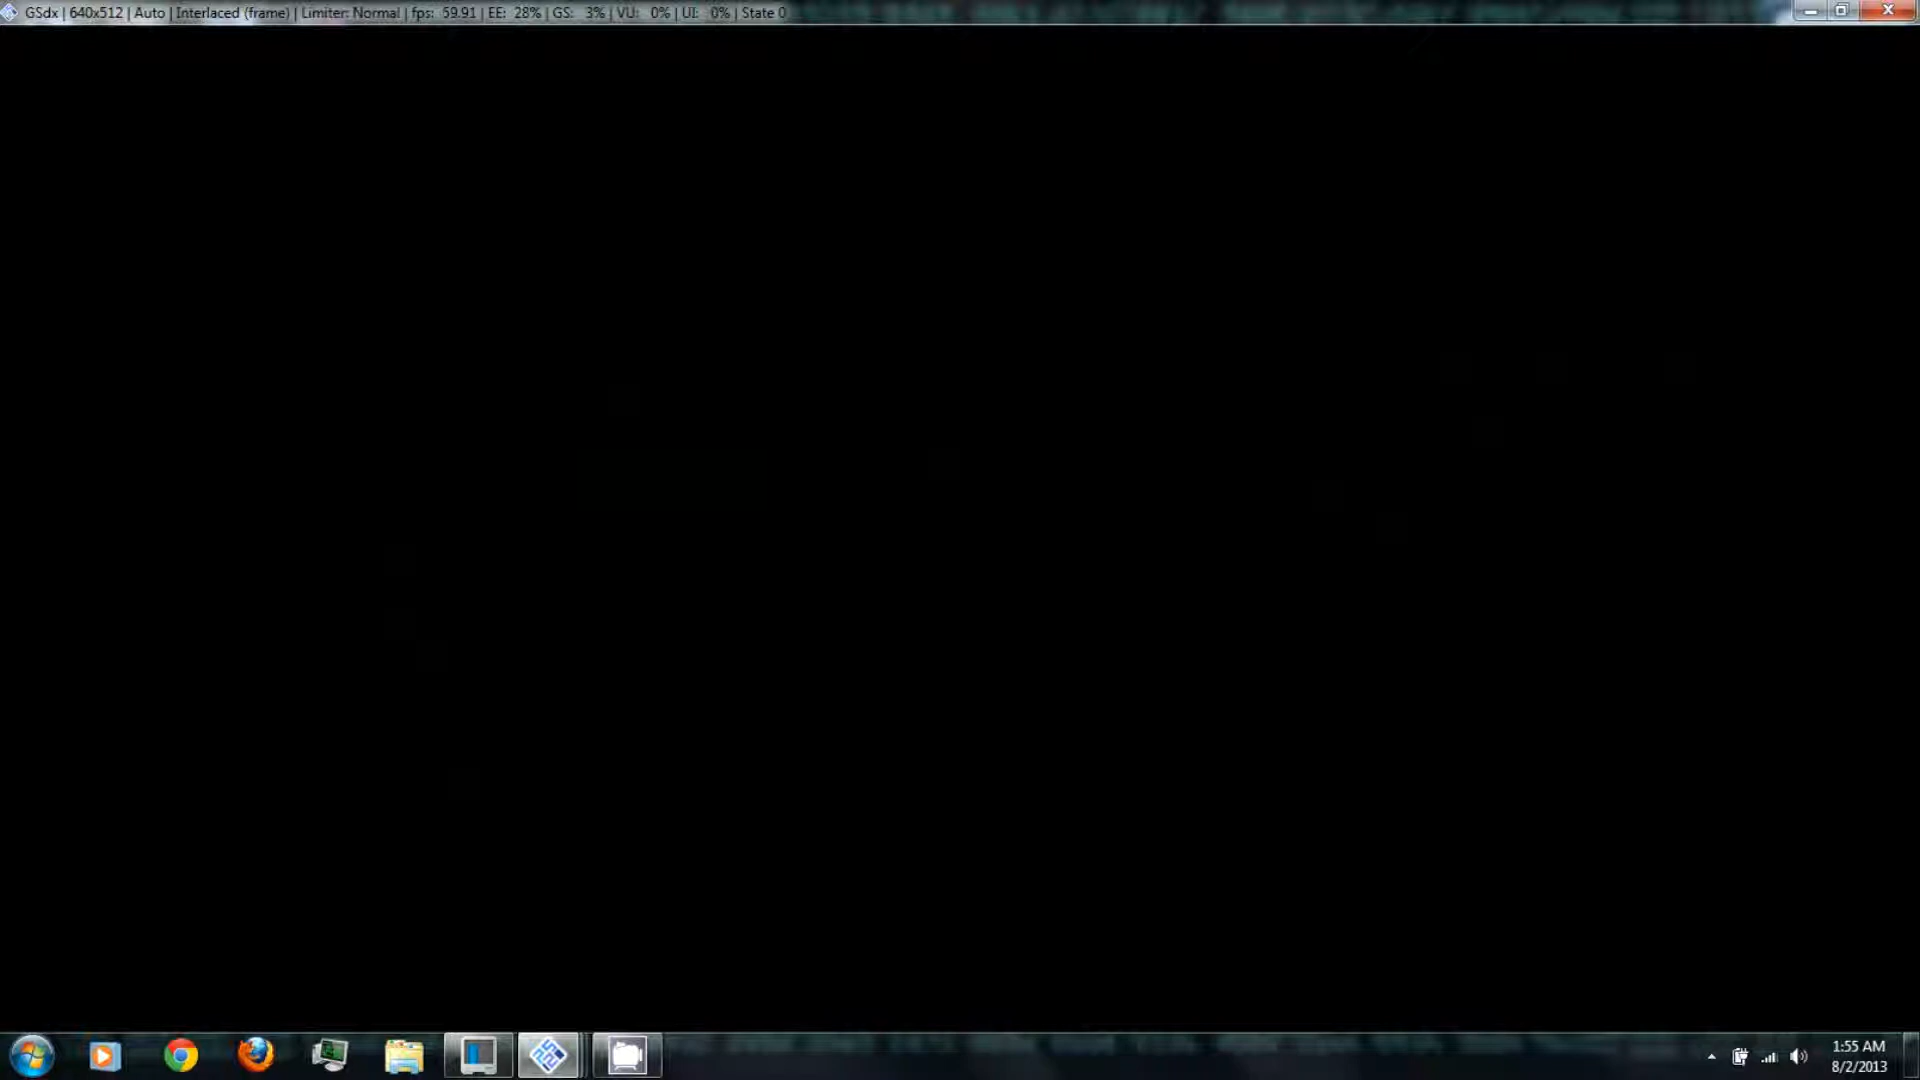 GSdx | 640x512 | Auto | Interlaced (frame) | Limiter: Normal | fps: 59.91 | EE: 28% | GS: 3% | VU: 0% | UI: 0% | State 0
1:55 AM
8/2/2013